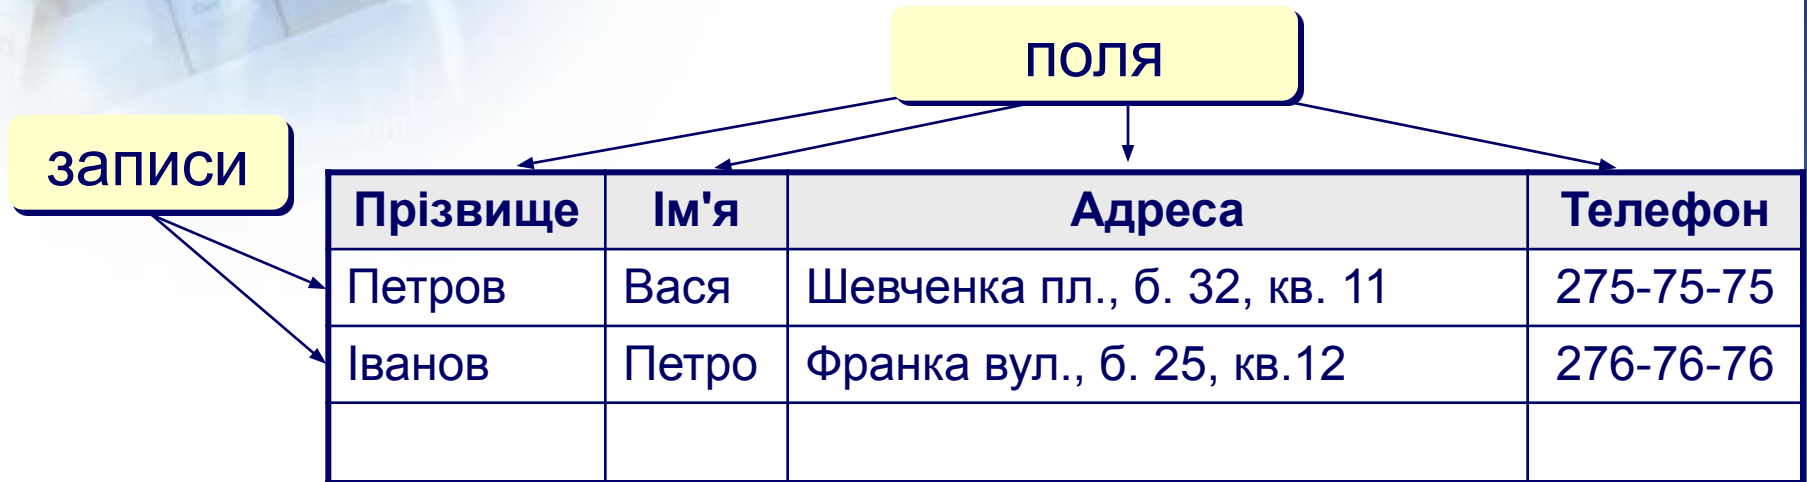 поля
записи
Прізвище Ім'я Адреса Телефон
Петров Вася Шевченка пл., б. 32, кв. 11 275-75-75
Іванов Петро Франка вул., б. 25, кв.12 276-76-76